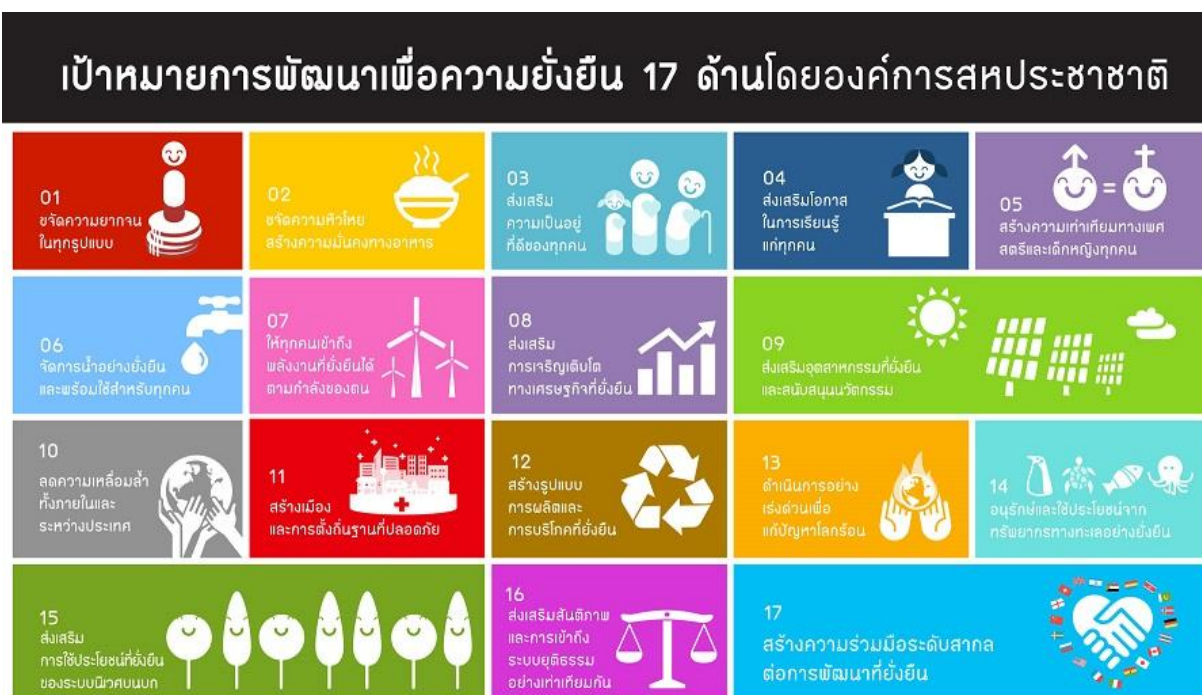 เป้าหมายการพัฒนาเพื่อความยั่งยืน 17 ด้านโดยองค์การสหประชาชาติ
01
ขจัดความยากจน
ในทุกรูปแบบ
02
ขจัดความหิวโหย
สร้างความมั่นคงทางอาหาร
03
ส่งเสริม
ความเป็นอยู่
ที่ดีของทุกคน
04
ส่งเสริมโอกาส
ในการเรียนรู้
แก่ทุกคน
05
สร้างความเท่าเทียมทางเพศ
สตรีและเด็กหญิงทุกคน
06
จัดการน้ำอย่างยั่งยืน
และพร้อมใช้สำหรับทุกคน
07
ให้ทุกคนเข้าถึง
พลังงานที่ยั่งยืนได้
ตามกำลังของตน
08
ส่งเสริม
การเจริญเติบโต
ทางเศรษฐกิจที่ยั่งยืน
09
ส่งเสริมอุตสาหกรรมที่ยั่งยืน
และสนับสนุนนวัตกรรม
10
ลดความเหลื่อมล้ำ
ทั้งภายในและ
ระหว่างประเทศ
11
สร้างเมือง
และการตั้งถิ่นฐานที่ปลอดภัย
12
สร้างรูปแบบ
การผลิตและ
การบริโภคที่ยั่งยืน
13
ดำเนินการอย่าง
เร่งด่วนเพื่อ
แก้ปัญหาโลกร้อน
14
อนุรักษ์และใช้ประโยชน์จาก
ทรัพยากรทางทะเลอย่างยั่งยืน
15
ส่งเสริม
การใช้ประโยชน์ที่ยั่งยืน
ของระบบนิเวศบนบก
16
ส่งเสริมสันติภาพ
และการเข้าถึง
ระบบยุติธรรม
อย่างเท่าเทียมกัน
17
สร้างความร่วมมือระดับสากล
ต่อการพัฒนาที่ยั่งยืน